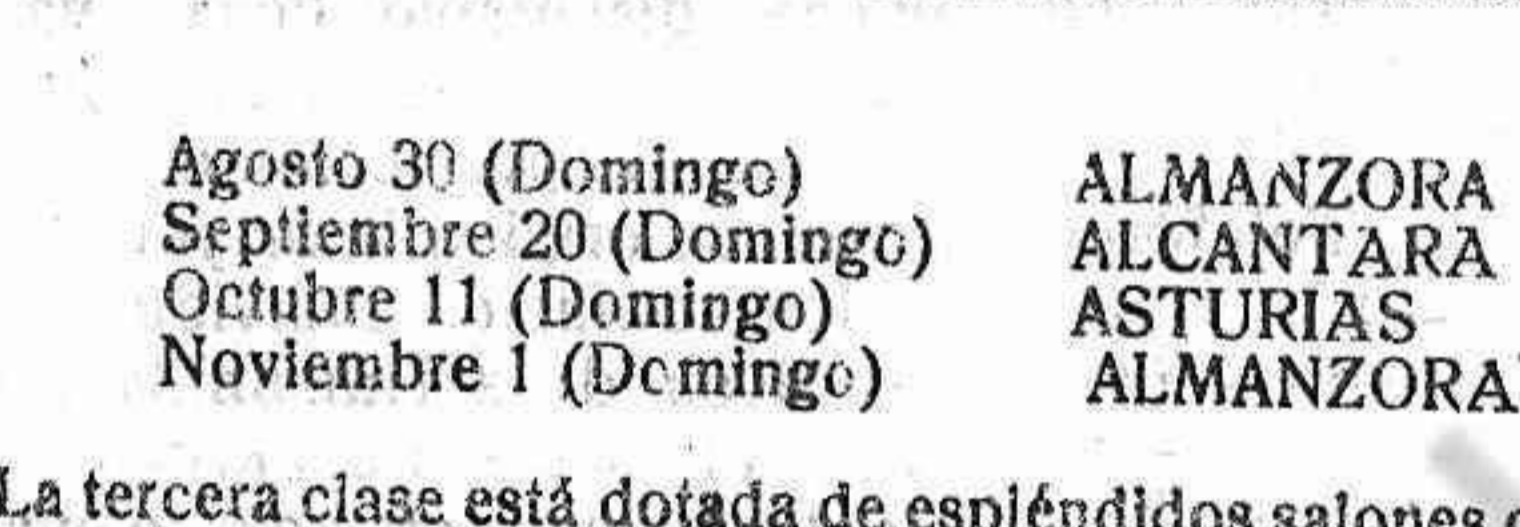 Agosto 30 (Domingo) ALMANZORA
Septiembre 20 (Domingo) ALCANTARA
Octubre 11 (Domingo) ASTURIAS
Noviembre 1 (Domingo) ALMANZORA
La tercera clase está dotada de espléndidos salones